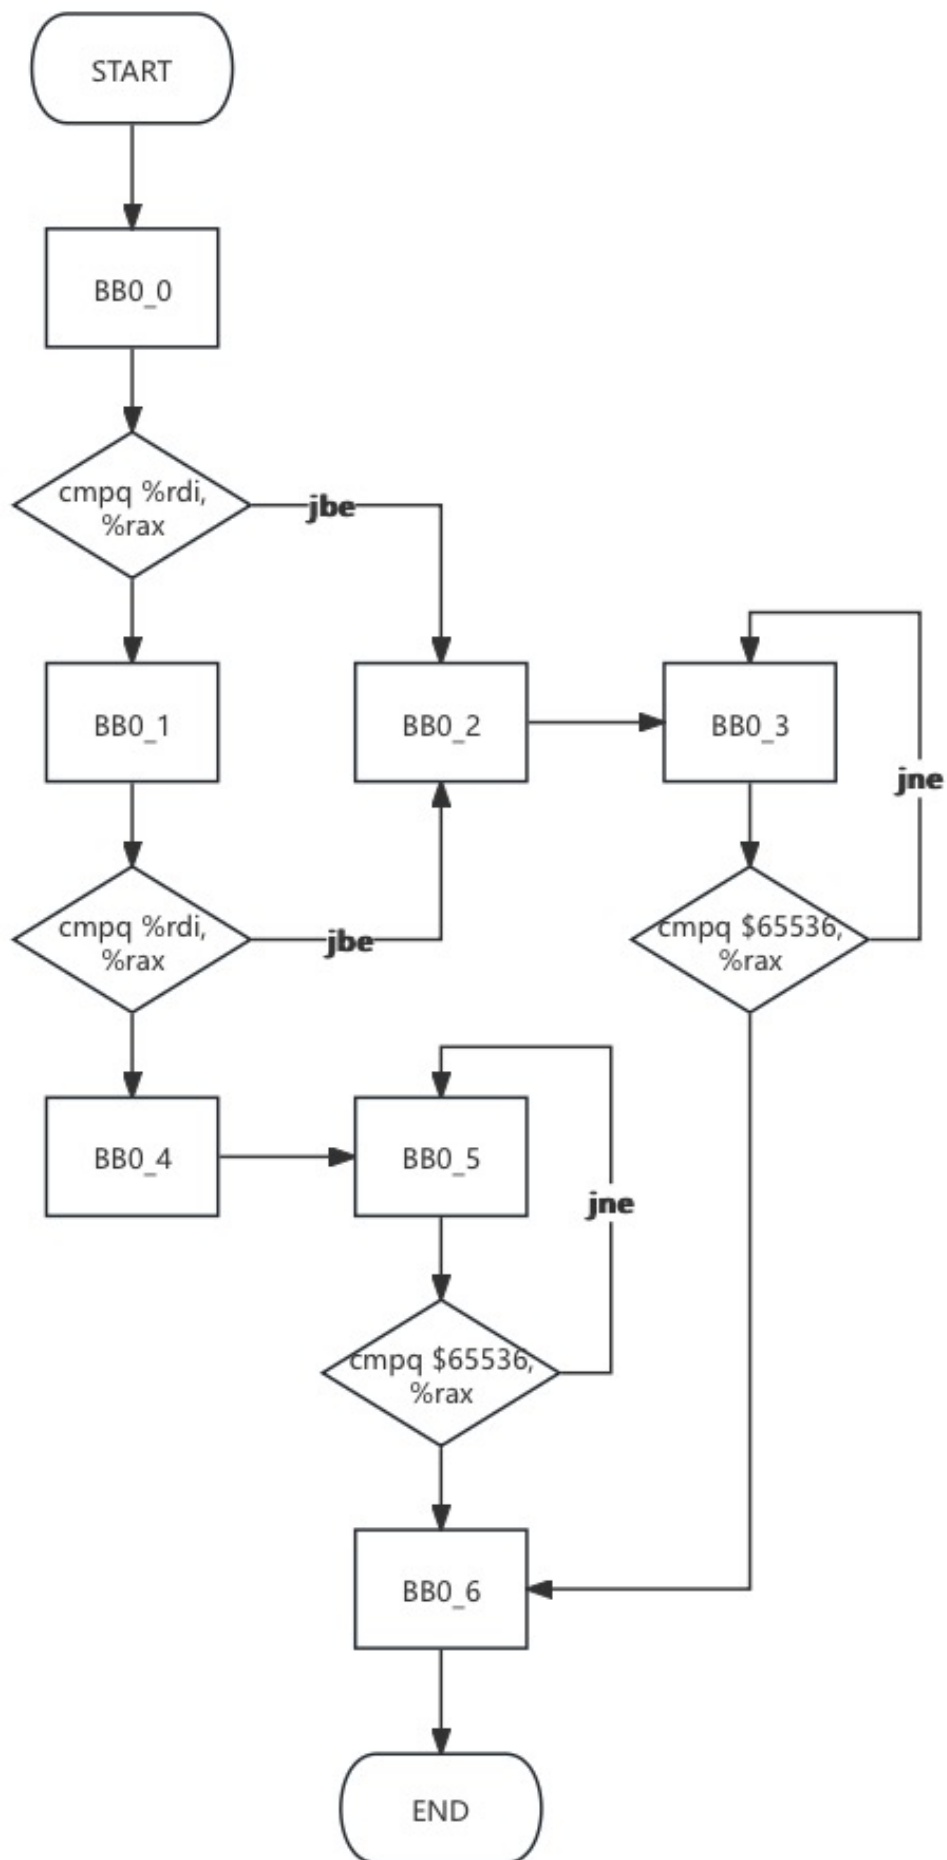 START
BB0_0
cmpq %rdi,
%rax
jbe
BB0_1
BB0_2
BB0_3
jne
cmpq %rdi,
%rax
jbe
cmpq $65536,
%rax
BB0_4
BB0_5
jne
cmpq $65536,
%rax
BB0_6
END